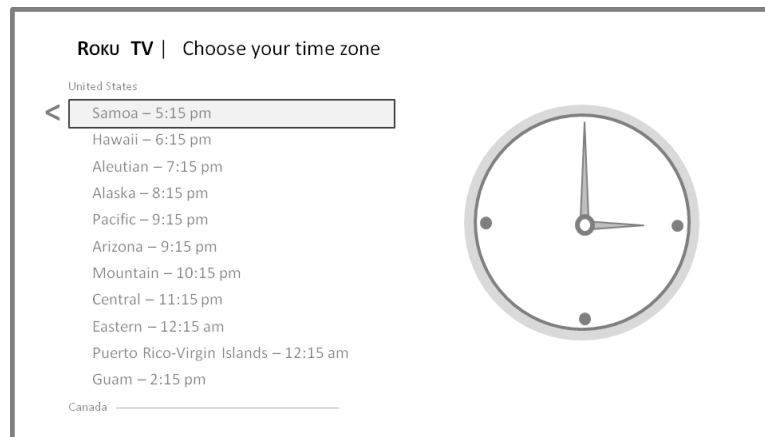 Roku TV | Choose your time zone
United States
<
Samoa – 5:15 pm
Hawaii – 6:15 pm
Aleutian – 7:15 pm
Alaska – 8:15 pm
Pacific – 9:15 pm
Arizona – 9:15 pm
Mountain – 10:15 pm
Central – 11:15 pm
Eastern – 12:15 am
Puerto Rico-Virgin Islands – 12:15 am
Guam – 2:15 pm
Canada